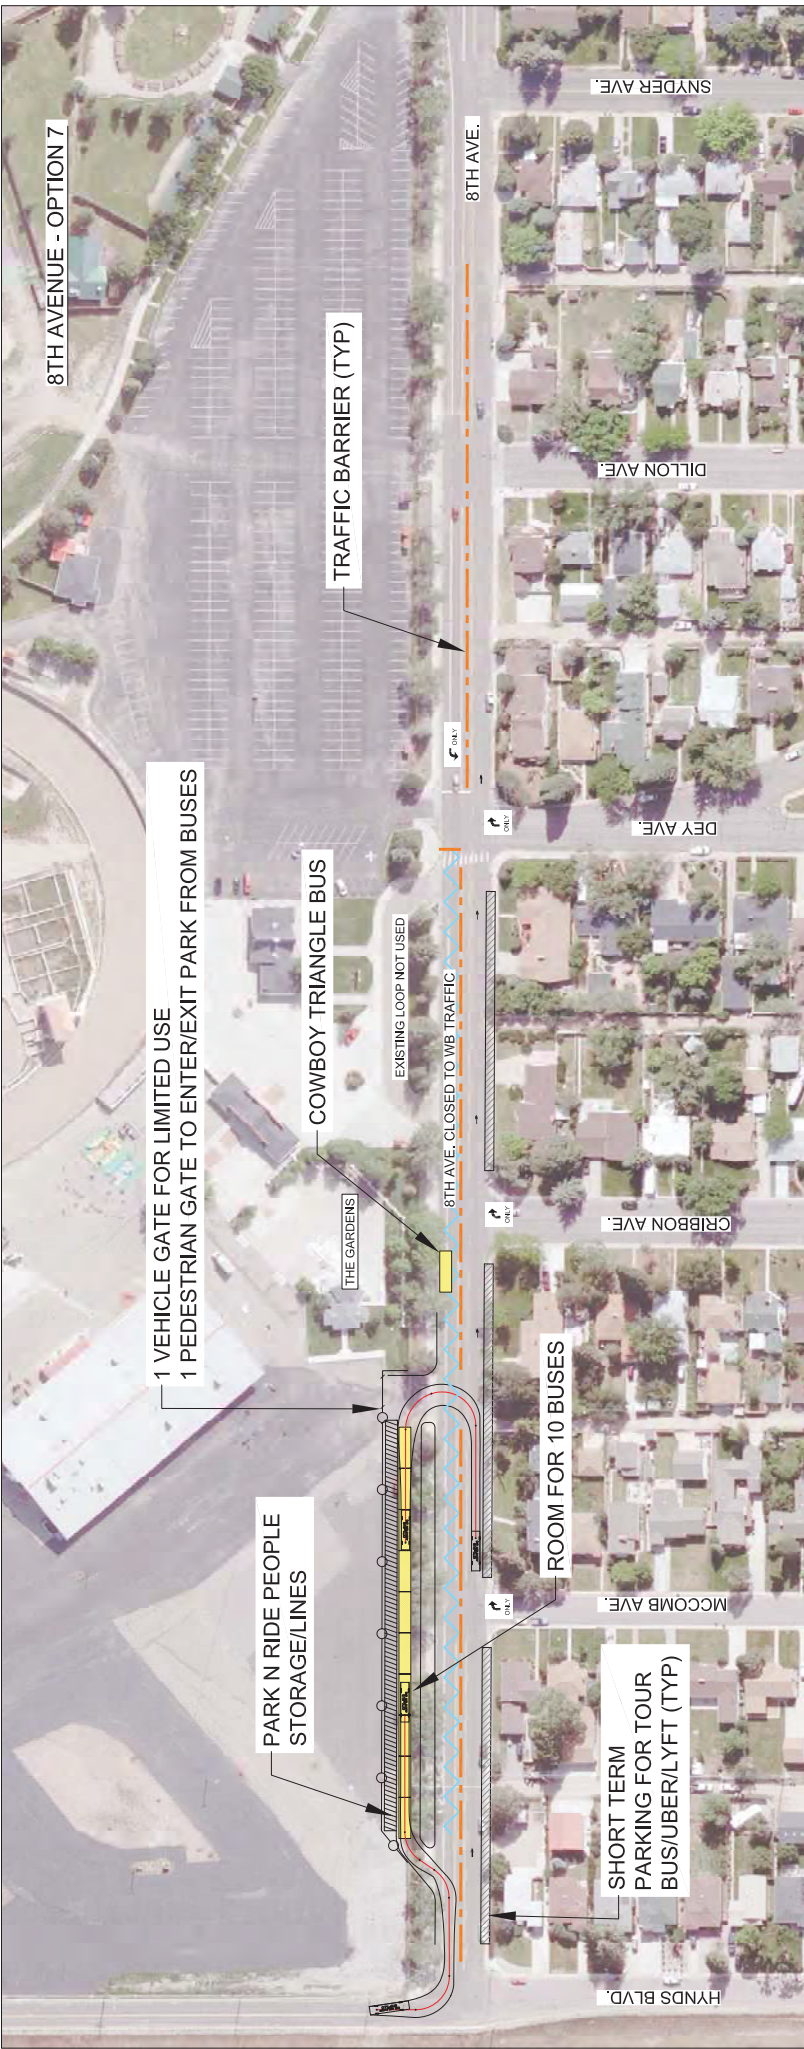 8TH AVENUE - OPTION 7
SNYDER AVE.
8TH AVE.
TRAFFIC BARRIER (TYP)
DILLON AVE.
ONLY
ONLY
DEY AVE.
1 VEHICLE GATE FOR LIMITED USE
1 PEDESTRIAN GATE TO ENTER/EXIT PARK FROM BUSES
COWBOY TRIANGLE BUS
EXISTING LOOP NOT USED
8TH AVE. CLOSED TO WB TRAFFIC
THE GARDENS
ONLY
CRIBBON AVE.
ROOM FOR 10 BUSES
PARK N RIDE PEOPLE
STORAGE/LINES
ONLY
MCCOMB AVE.
SHORT TERM
PARKING FOR TOUR
BUS/UBER/LYFT (TYP)
HYNDS BLVD.